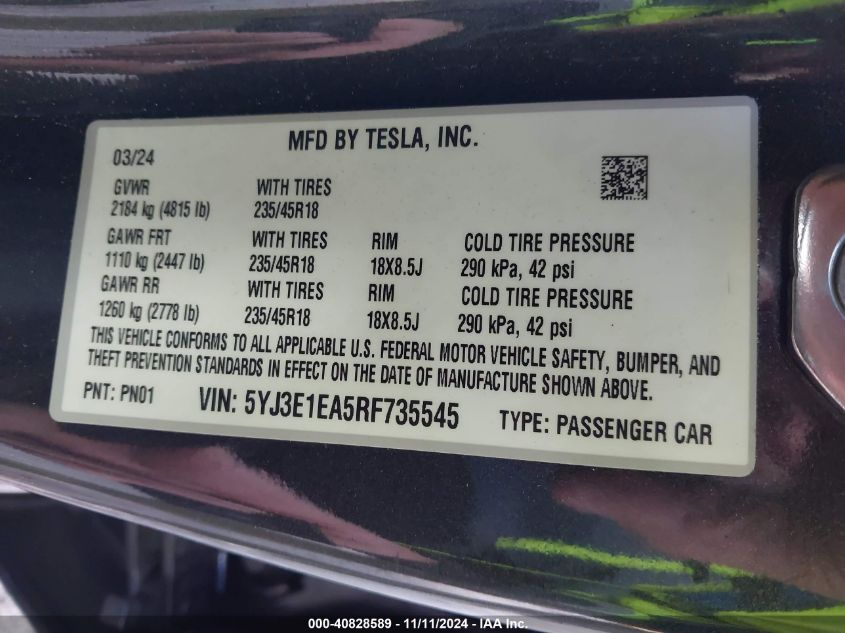 MFD BY TESLA, INC.
03/24
GVWR WITH TIRES
2184 kg (4815 lb) 235/45R18
GAWR FRT WITH TIRES RIM COLD TIRE PRESSURE
1110 kg (2447 lb) 235/45R18 18X8.5J 290 kPa, 42 psi
GAWR RR WITH TIRES RIM COLD TIRE PRESSURE
1260 kg (2778 lb) 235/45R18 18X8.5J 290 kPa, 42 psi
THIS VEHICLE CONFORMS TO ALL APPLICABLE U.S. FEDERAL MOTOR VEHICLE SAFETY, BUMPER, AND
THEFT PREVENTION STANDARDS IN EFFECT ON THE DATE OF MANUFACTURE SHOWN ABOVE.
PNT: PN01 VIN: 5YJ3E1EA5RF735545 TYPE: PASSENGER CAR
000-40828589 - 11/11/2024 - IAA Inc.